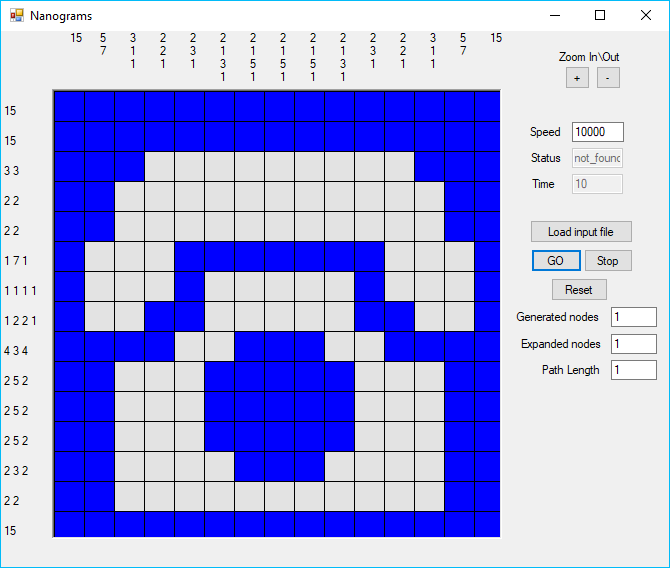 Nanograms
15 5 3 2 2 2 2 2 2 2 2 2 3 5 15
7 1 2 3 1 1 1 1 1 3 2 1 7
1 1 1 3 5 5 5 3 1 1 1
1 1 1 1 1
Zoom In\Out
+ -
15
15
3 3
2 2
2 2
1 7 1
1 1 1 1
1 2 2 1
4 3 4
2 5 2
2 5 2
2 5 2
2 3 2
2 2
15
Speed 10000
Status not_found
Time 10
Load input file
GO Stop
Reset
Generated nodes 1
Expanded nodes 1
Path Length 1